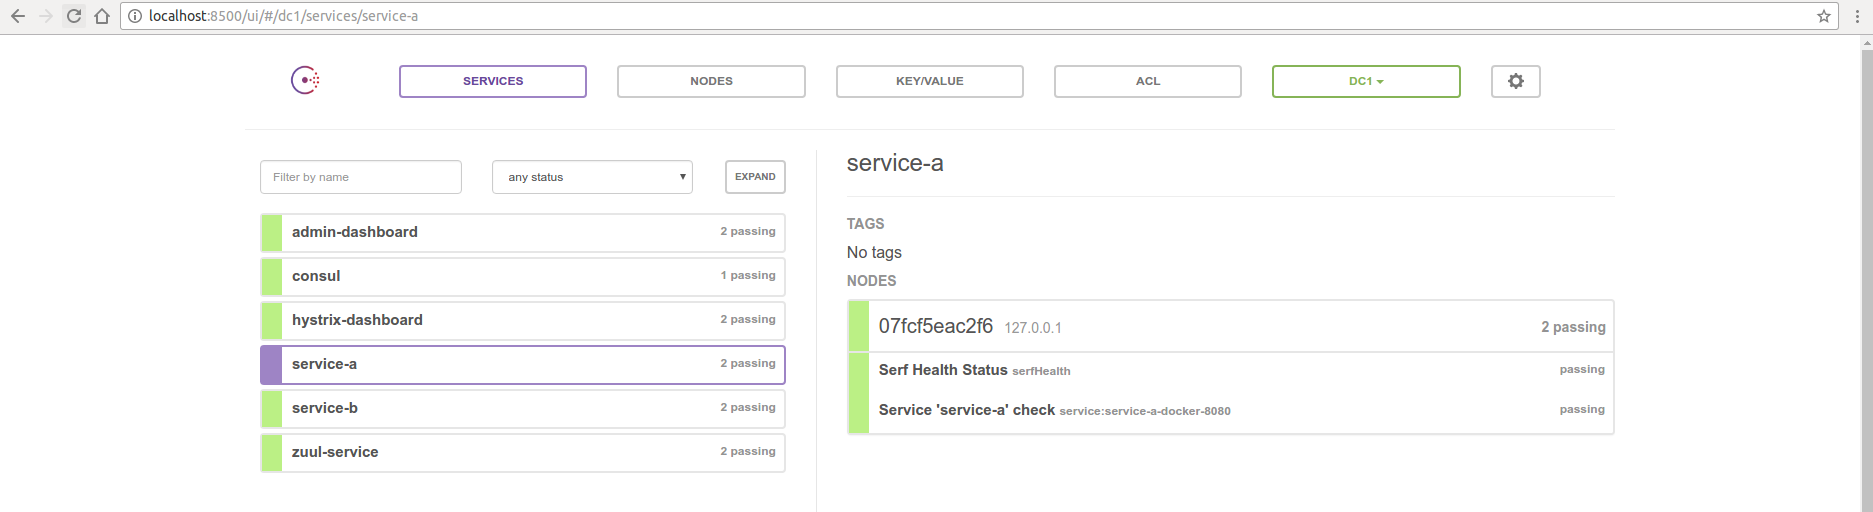 localhost:8500/ui/#/dc1/services/service-a
SERVICES NODES KEY/VALUE ACL DC1
Filter by name any status EXPAND
admin-dashboard 2 passing
consul 1 passing
hystrix-dashboard 2 passing
service-a 2 passing
service-b 2 passing
zuul-service 2 passing
service-a
TAGS
No tags
NODES
07fcf5eac2f6 127.0.0.1 2 passing
Serf Health Status serfHealth passing
Service 'service-a' check service:service-a-docker-8080 passing